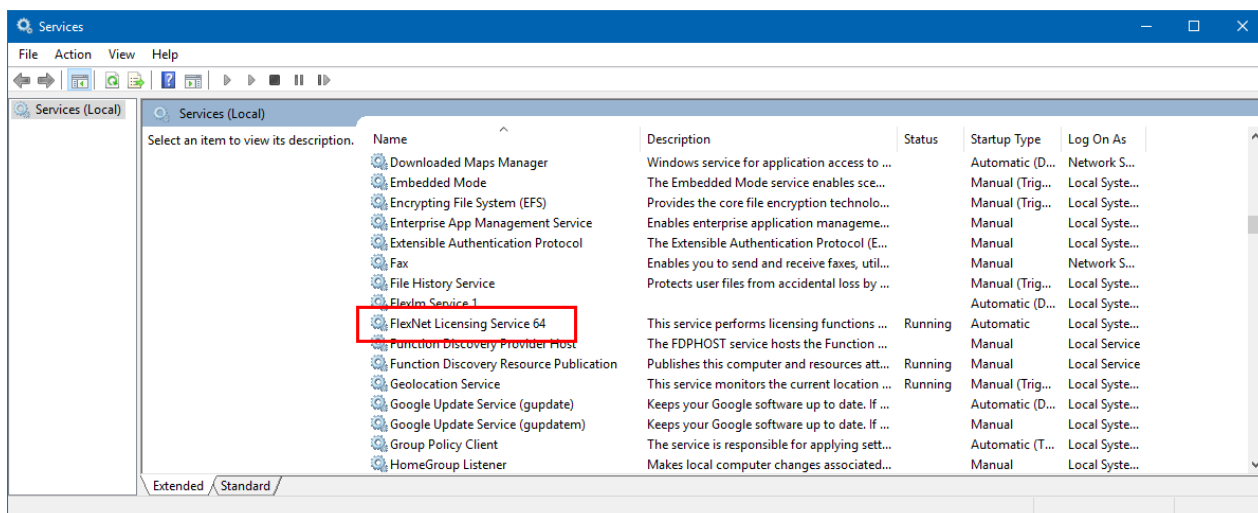 Services
File Action View Help
Services (Local)
Services (Local)
Select an item to view its description.
Name Description Status Startup Type Log On As
Downloaded Maps Manager Windows service for application access to ... Automatic (D... Network S...
Embedded Mode The Embedded Mode service enables sce... Manual (Trig... Local Syste...
Encrypting File System (EFS) Provides the core file encryption technolo... Manual (Trig... Local Syste...
Enterprise App Management Service Enables enterprise application manageme... Manual Local Syste...
Extensible Authentication Protocol The Extensible Authentication Protocol (E... Manual Local Syste...
Fax Enables you to send and receive faxes, util... Manual Network S...
File History Service Protects user files from accidental loss by ... Manual (Trig... Local Syste...
Flexlm Service 1 Automatic (D... Local Syste...
FlexNet Licensing Service 64 This service performs licensing functions ... Running Automatic Local Syste...
Function Discovery Provider Host The FDPHOST service hosts the Function ... Manual Local Service
Function Discovery Resource Publication Publishes this computer and resources att... Running Manual Local Service
Geolocation Service This service monitors the current location ... Running Manual (Trig... Local Syste...
Google Update Service (gupdate) Keeps your Google software up to date. If ... Automatic (D... Local Syste...
Google Update Service (gupdatem) Keeps your Google software up to date. If ... Manual Local Syste...
Group Policy Client The service is responsible for applying sett... Automatic (T... Local Syste...
HomeGroup Listener Makes local computer changes associated... Manual Local Syste...
Extended Standard